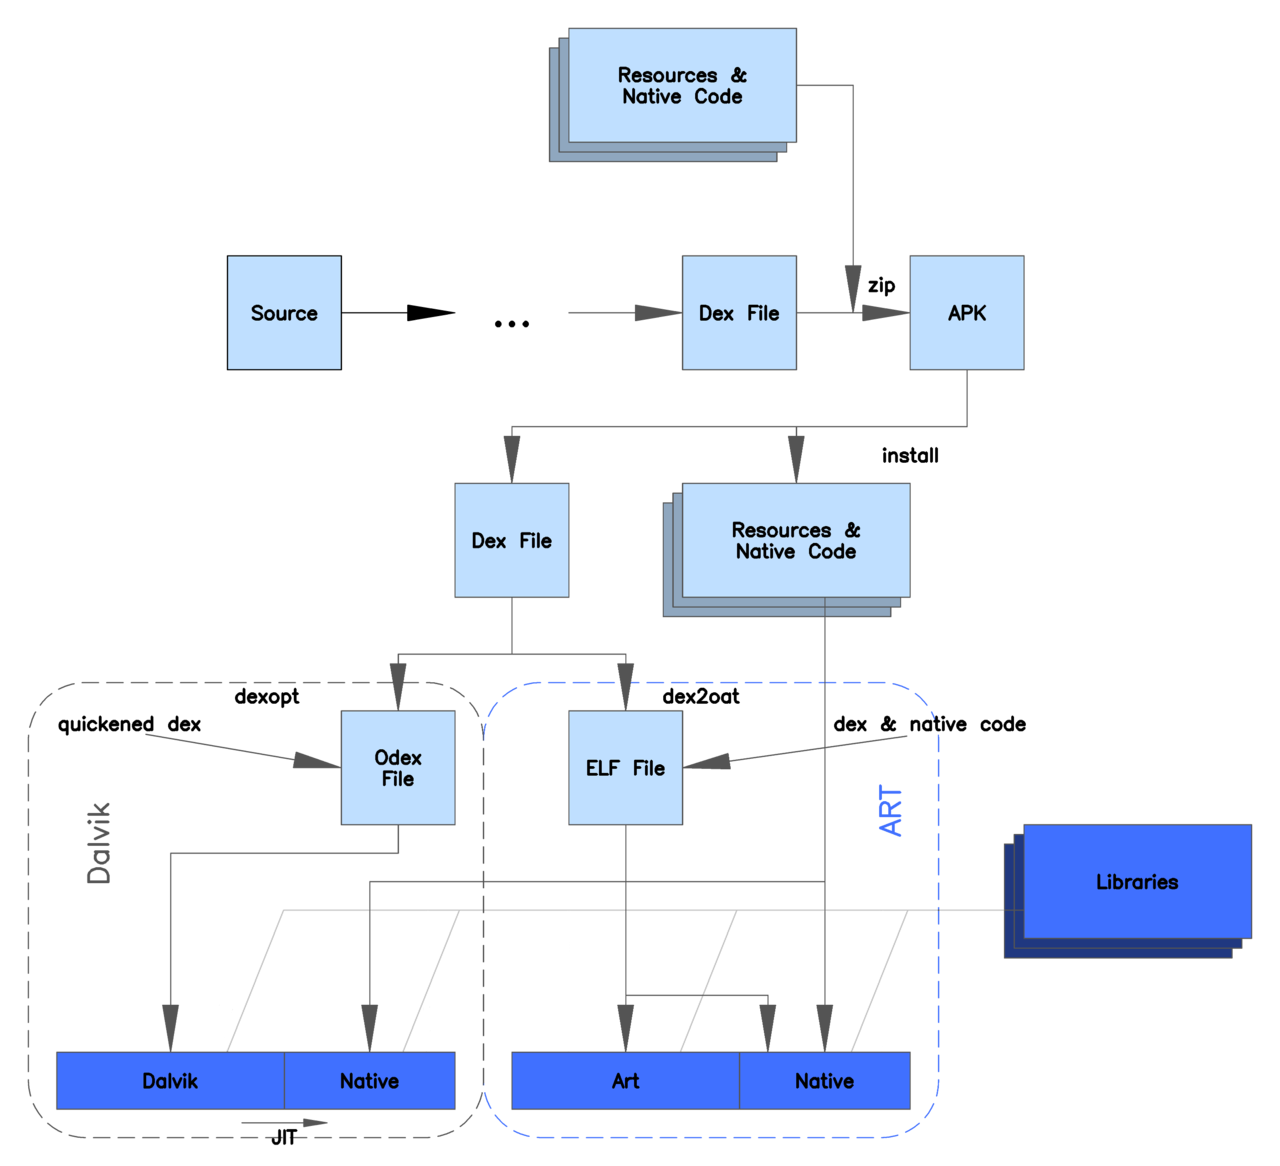 Resources &
Native Code
zip
Source
...
Dex File
APK
install
Dex File
Resources &
Native Code
dexopt
dex2oat
quickened dex
dex & native code
Odex
File
ELF File
Dalvik
ART
Libraries
Dalvik
Native
Art
Native
JIT